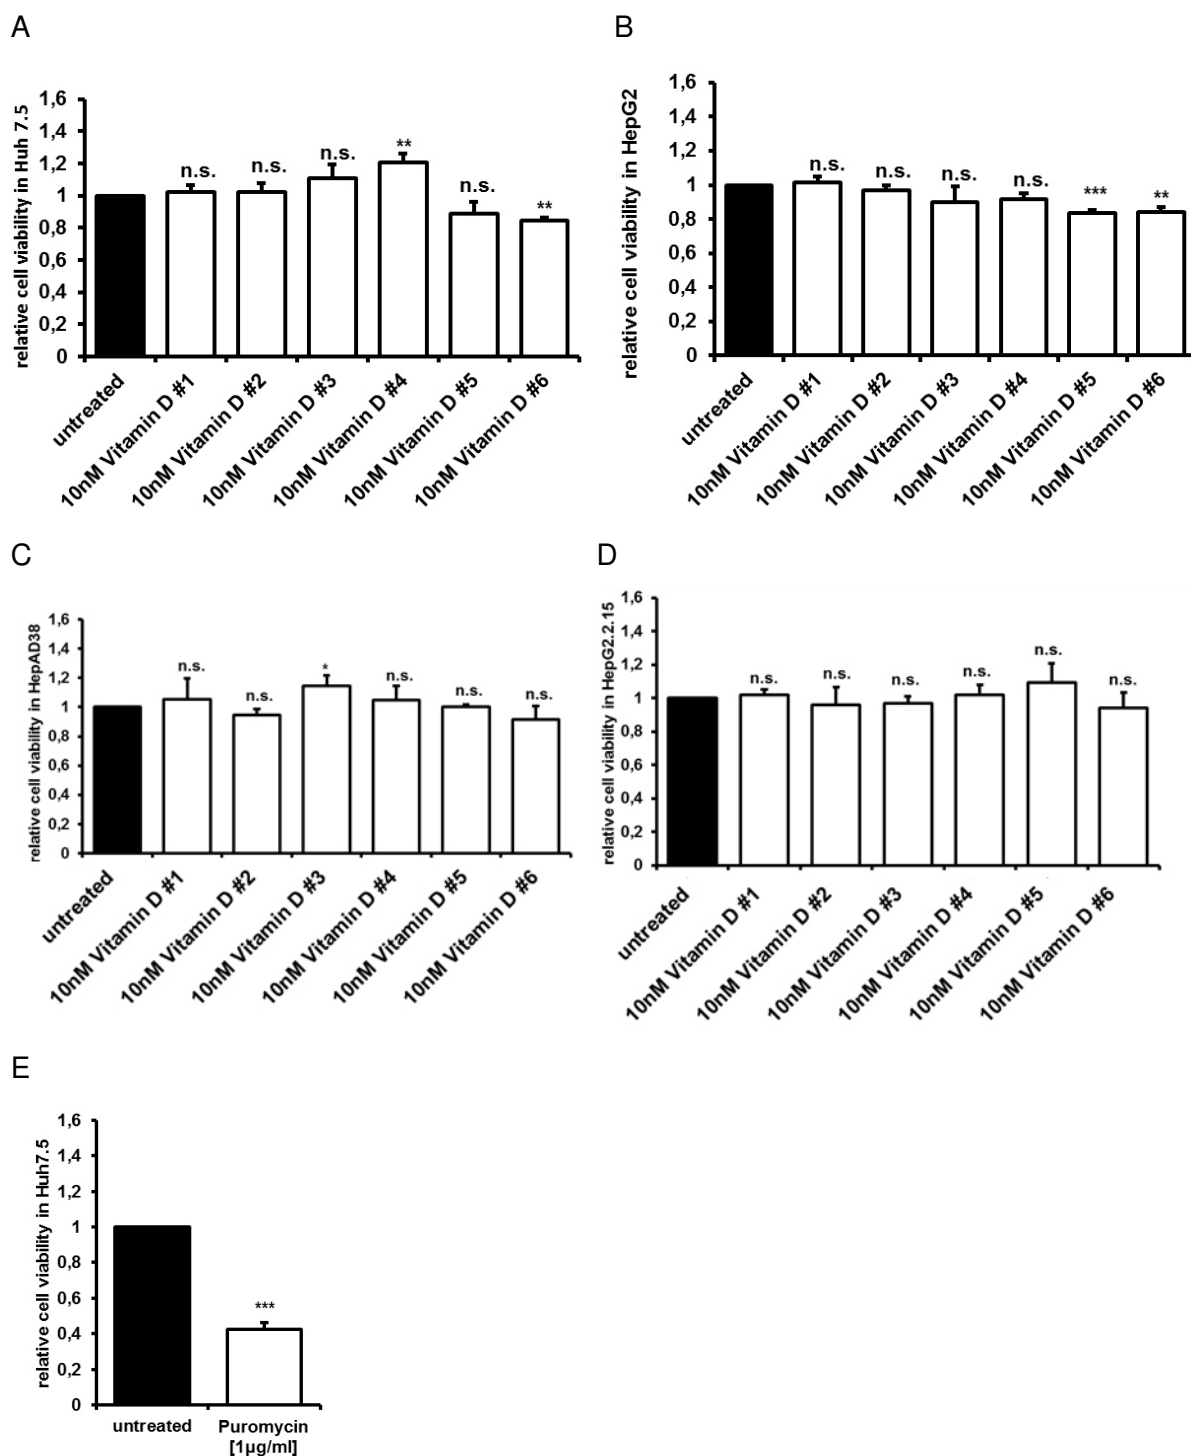 A
relative cell viability in Huh 7.5
1,6
1,4
1,2
1
0,8
0,6
0,4
0,2
0
n.s.
n.s.
n.s.
**
n.s.
**
untreated
10nM Vitamin D #1
10nM Vitamin D #2
10nM Vitamin D #3
10nM Vitamin D #4
10nM Vitamin D #5
10nM Vitamin D #6
B
relative cell viability in HepG2
1,6
1,4
1,2
1
0,8
0,6
0,4
0,2
0
n.s.
n.s.
n.s.
n.s.
***
**
untreated
10nM Vitamin D #1
10nM Vitamin D #2
10nM Vitamin D #3
10nM Vitamin D #4
10nM Vitamin D #5
10nM Vitamin D #6
C
relative cell viability in HepAD38
1,6
1,4
1,2
1
0,8
0,6
0,4
0,2
0
n.s.
n.s.
*
n.s.
n.s.
n.s.
untreated
10nM Vitamin D #1
10nM Vitamin D #2
10nM Vitamin D #3
10nM Vitamin D #4
10nM Vitamin D #5
10nM Vitamin D #6
D
relative cell viability in HepG2.2.15
1,6
1,4
1,2
1
0,8
0,6
0,4
0,2
0
n.s.
n.s.
n.s.
n.s.
n.s.
n.s.
untreated
10nM Vitamin D #1
10nM Vitamin D #2
10nM Vitamin D #3
10nM Vitamin D #4
10nM Vitamin D #5
10nM Vitamin D #6
E
relative cell viability in Huh7.5
1,6
1,4
1,2
1
0,8
0,6
0,4
0,2
0
***
untreated
Puromycin
[1µg/ml]